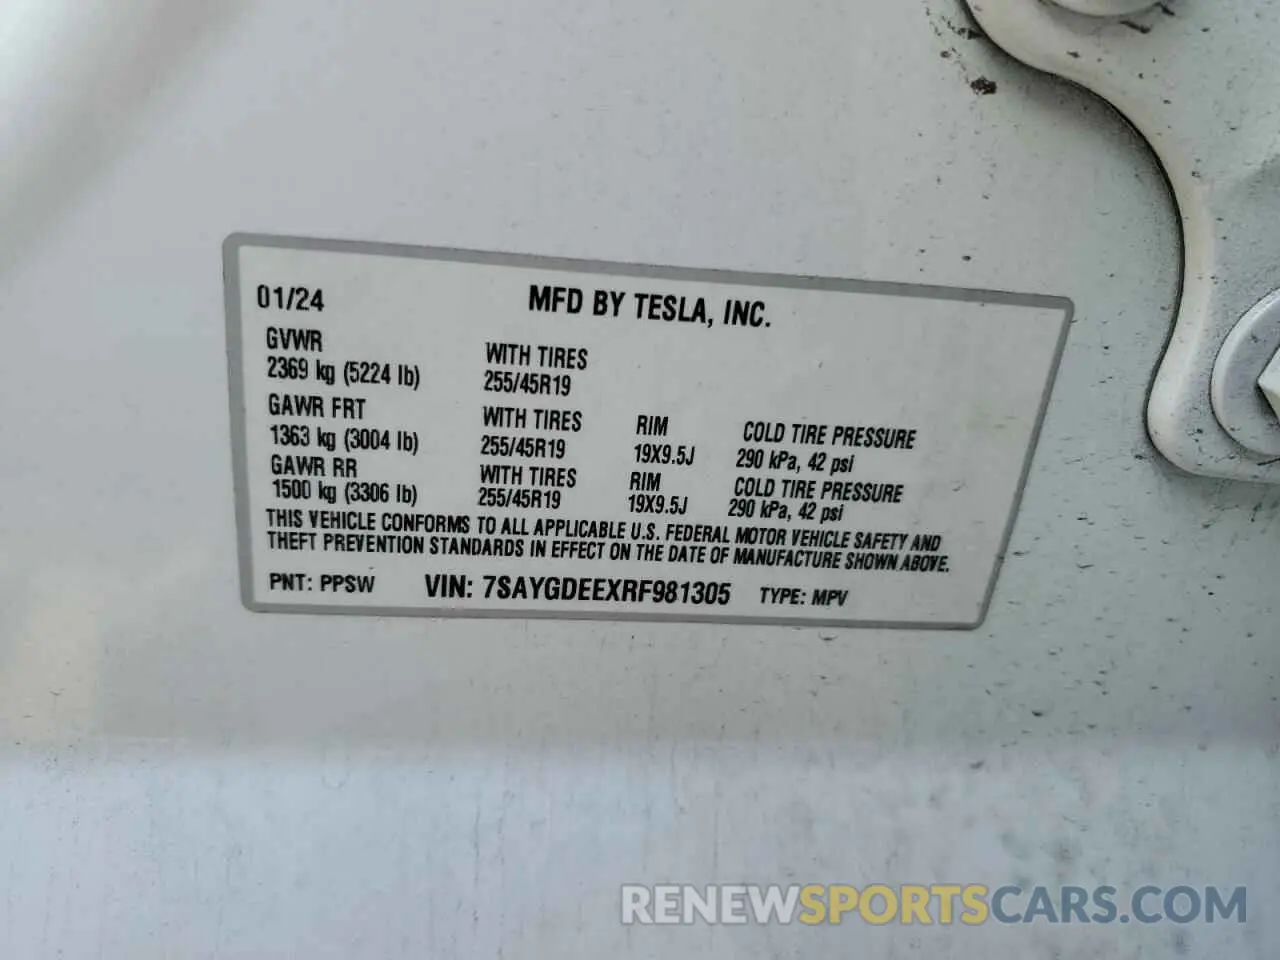 01/24 MFD BY TESLA, INC.
GVWR WITH TIRES
2369 kg (5224 lb) 255/45R19
GAWR FRT WITH TIRES RIM COLD TIRE PRESSURE
1363 kg (3004 lb) 255/45R19 19X9.5J 290 kPa, 42 psi
GAWR RR WITH TIRES RIM COLD TIRE PRESSURE
1500 kg (3306 lb) 255/45R19 19X9.5J 290 kPa, 42 psi
THIS VEHICLE CONFORMS TO ALL APPLICABLE U.S. FEDERAL MOTOR VEHICLE SAFETY AND
THEFT PREVENTION STANDARDS IN EFFECT ON THE DATE OF MANUFACTURE SHOWN ABOVE.
PNT: PPSW VIN: 7SAYGDEEXRF981305 TYPE: MPV
RENEWSPORTSCARS.COM